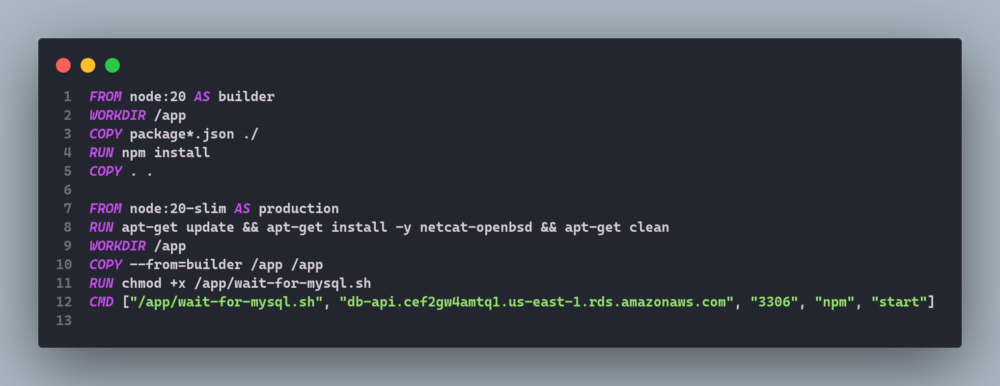 1 FROM node:20 AS builder
2 WORKDIR /app
3 COPY package*.json ./
4 RUN npm install
5 COPY . .
6
7 FROM node:20-slim AS production
8 RUN apt-get update && apt-get install -y netcat-openbsd && apt-get clean
9 WORKDIR /app
10 COPY --from=builder /app /app
11 RUN chmod +x /app/wait-for-mysql.sh
12 CMD ["/app/wait-for-mysql.sh", "db-api.cef2gw4amtq1.us-east-1.rds.amazonaws.com", "3306", "npm", "start"]
13